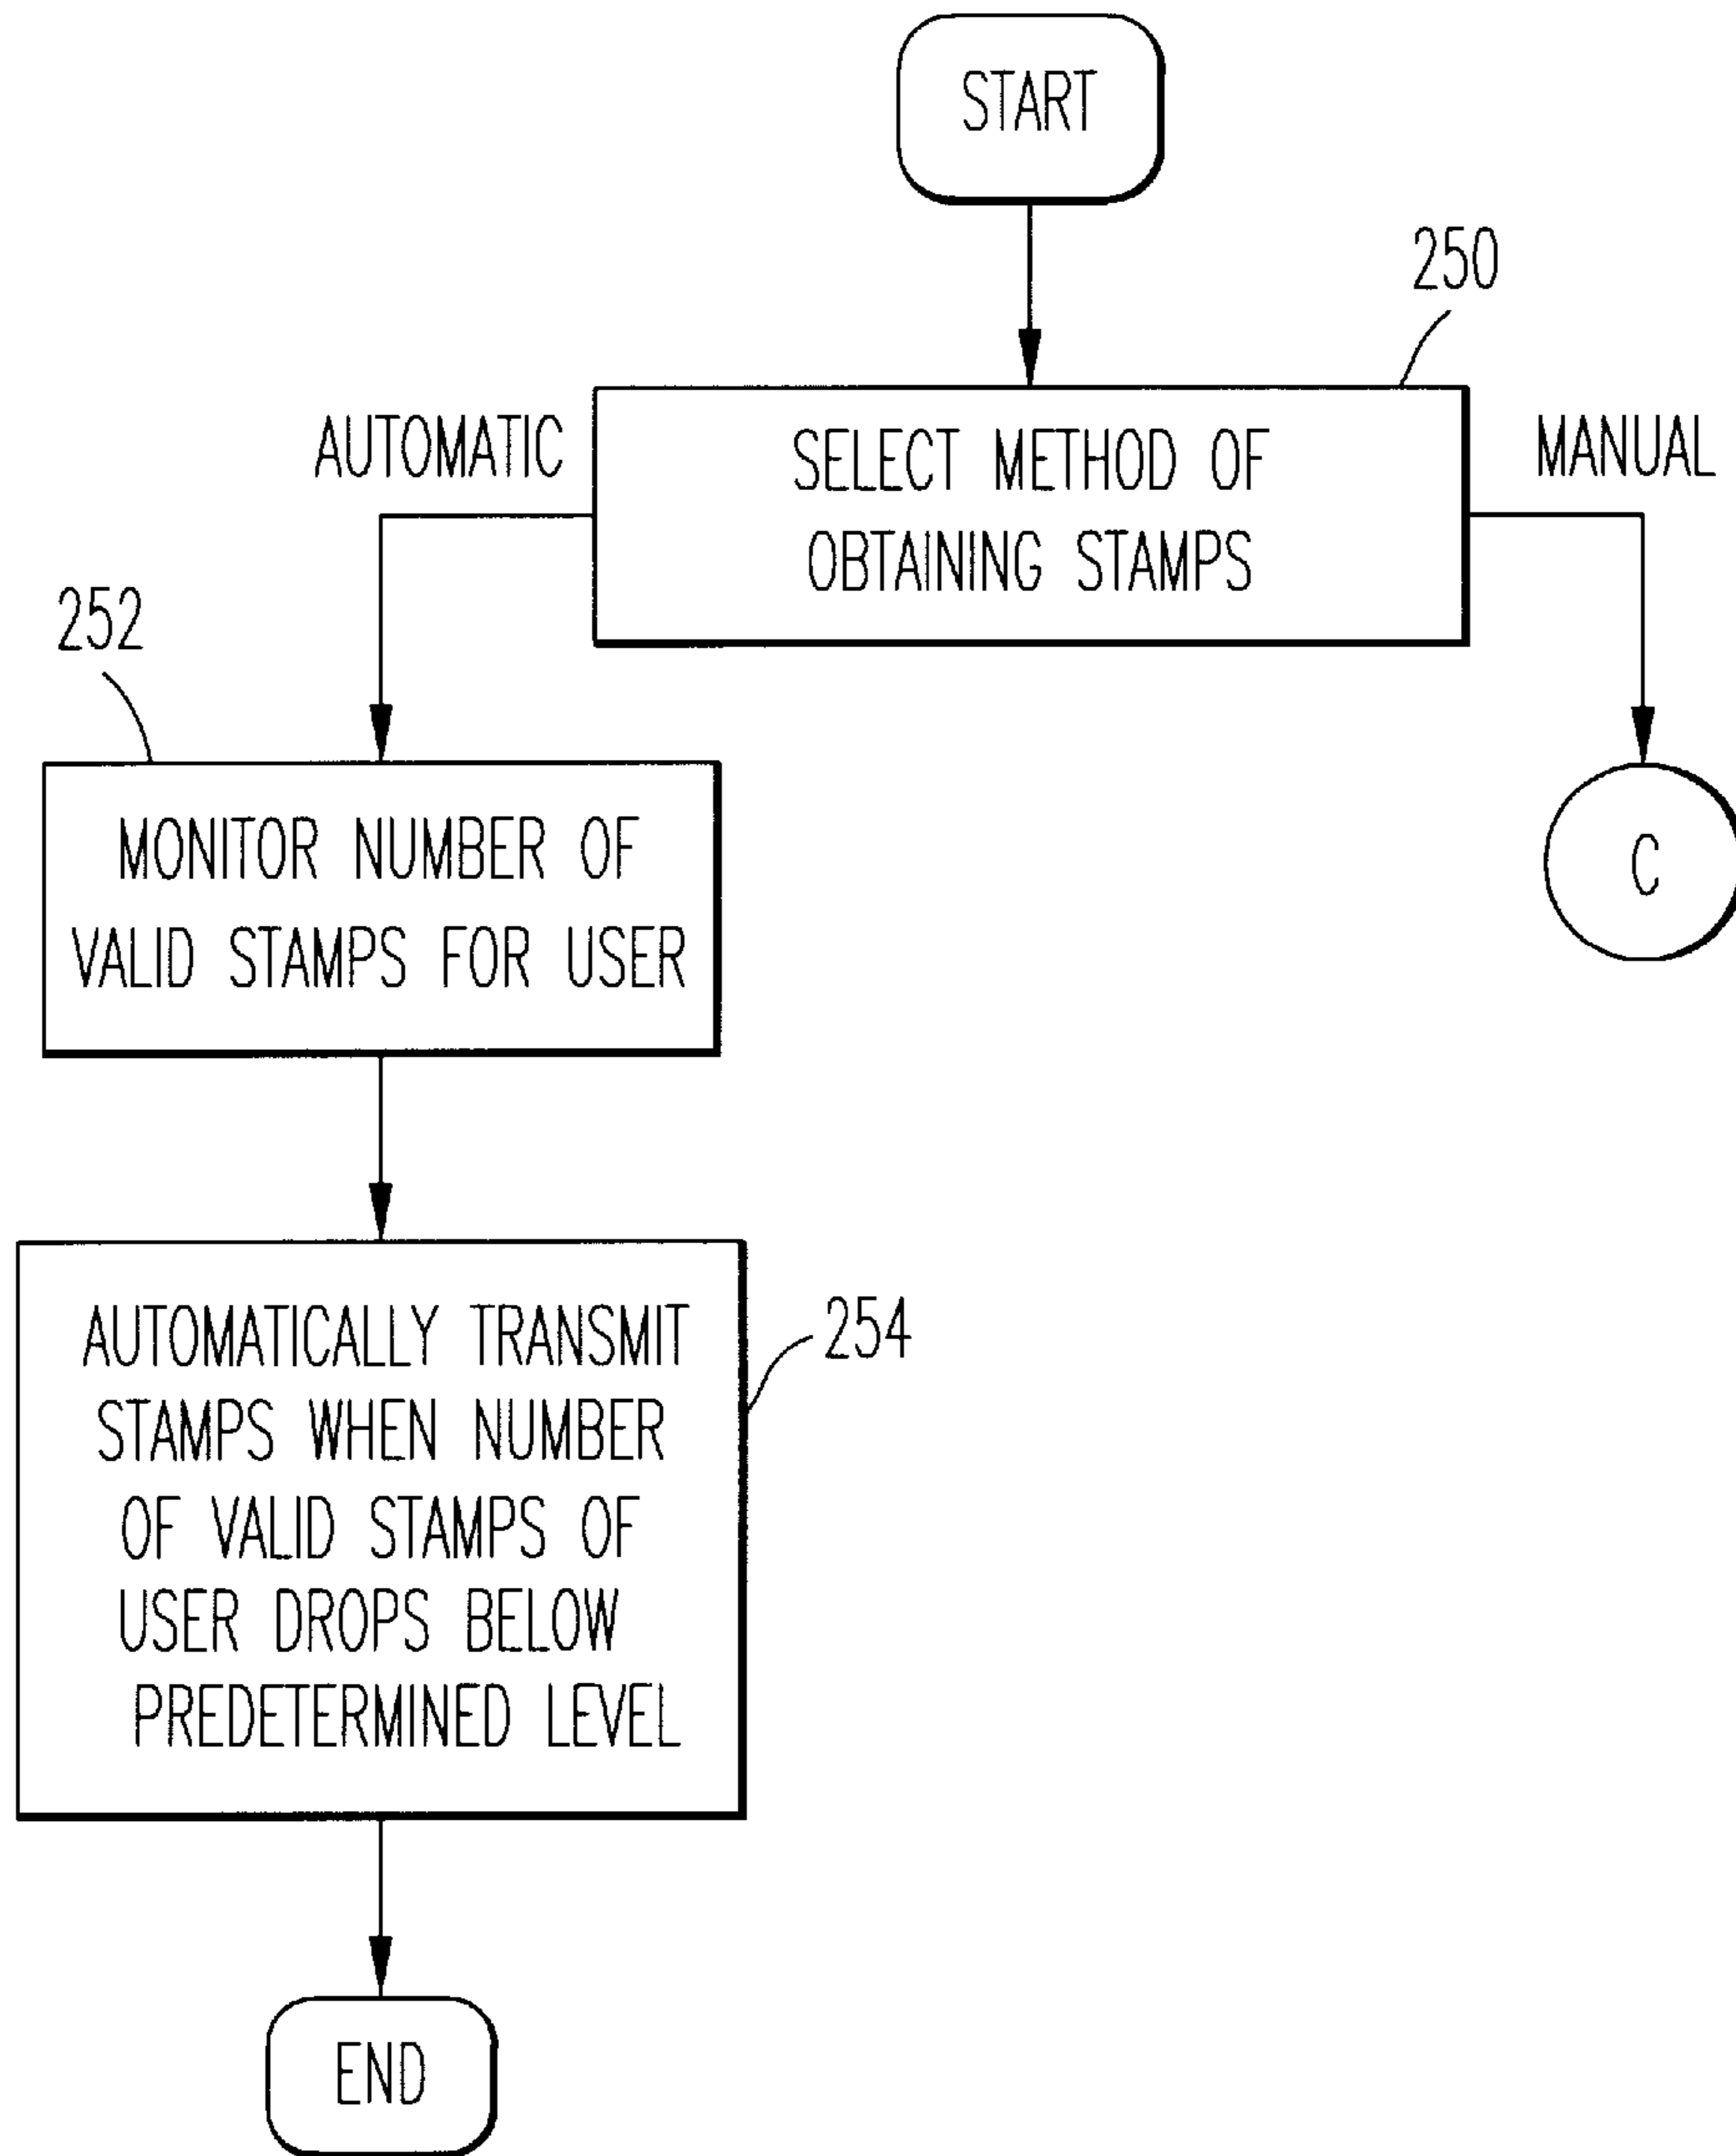 START
250
AUTOMATIC
SELECT METHOD OF
OBTAINING STAMPS
MANUAL
252
MONITOR NUMBER OF
VALID STAMPS FOR USER
C
AUTOMATICALLY TRANSMIT
STAMPS WHEN NUMBER
OF VALID STAMPS OF
USER DROPS BELOW
PREDETERMINED LEVEL
254
END